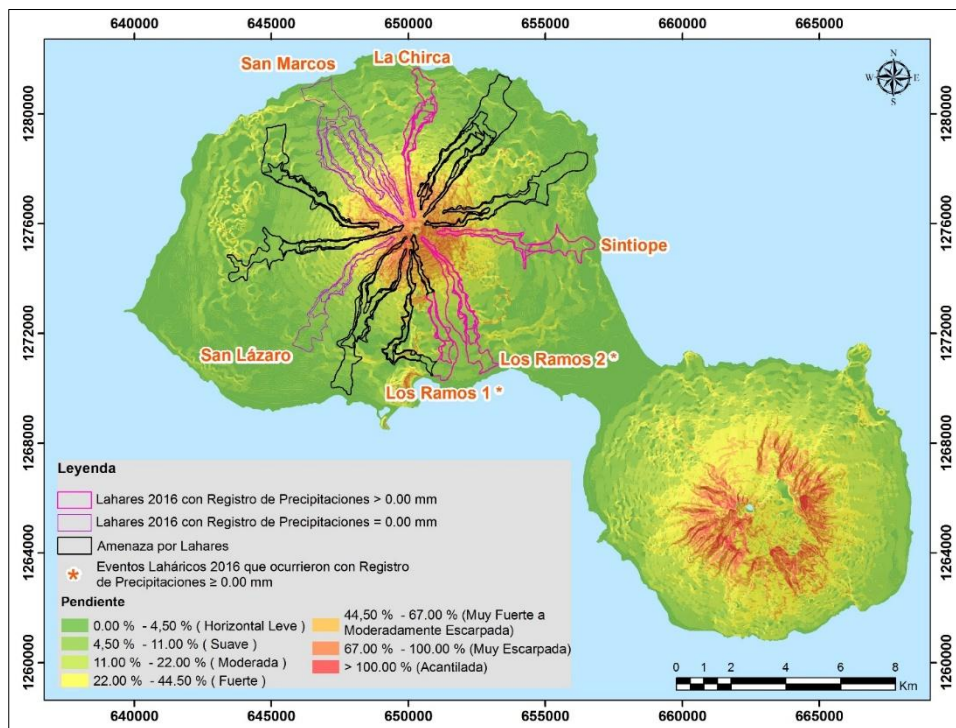 640000 645000 650000 655000 660000 665000
N
W E
S
La Chirca
San Marcos
1280000 1280000
1276000 1276000
Sintiope
1272000 1272000
San Lázaro
Los Ramos 2 *
Los Ramos 1 *
1268000 1268000
Leyenda
Lahares 2016 con Registro de Precipitaciones > 0.00 mm
Lahares 2016 con Registro de Precipitaciones = 0.00 mm
Amenaza por Lahares
* Eventos Laháricos 2016 que ocurrieron con Registro
de Precipitaciones ≥ 0.00 mm
1264000 1264000
Pendiente
0.00 % - 4,50 % ( Horizontal Leve )
4,50 % - 11.00 % ( Suave )
11.00 % - 22.00 % ( Moderada )
22.00 % - 44.50 % ( Fuerte )
44,50 % - 67.00 % (Muy Fuerte a
Moderadamente Escarpada)
67.00 % - 100.00 % (Muy Escarpada)
> 100.00 % (Acantilada)
1260000 1260000
0 1 2 4 6 8
Km
640000 645000 650000 655000 660000 665000